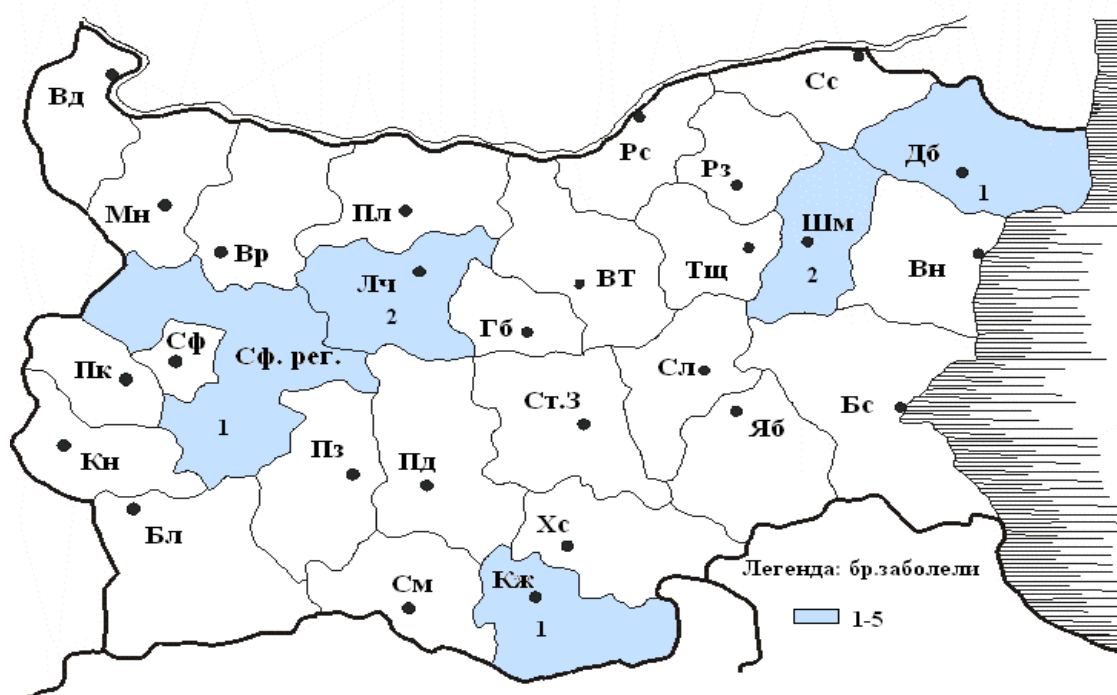 Вд
Сс
Рс
Дб
Рз
1
Мн
Пл
Шм
Вр
Тщ
Вн
Лч
ВТ
2
2
Гб
Сф
Сф. рег.
Пк
Сл
Ст.З
Бс
1
Яб
Кн
Пз
Пд
Бл
Хс
Легенда: бр.заболели
См
Кж
1
1-5